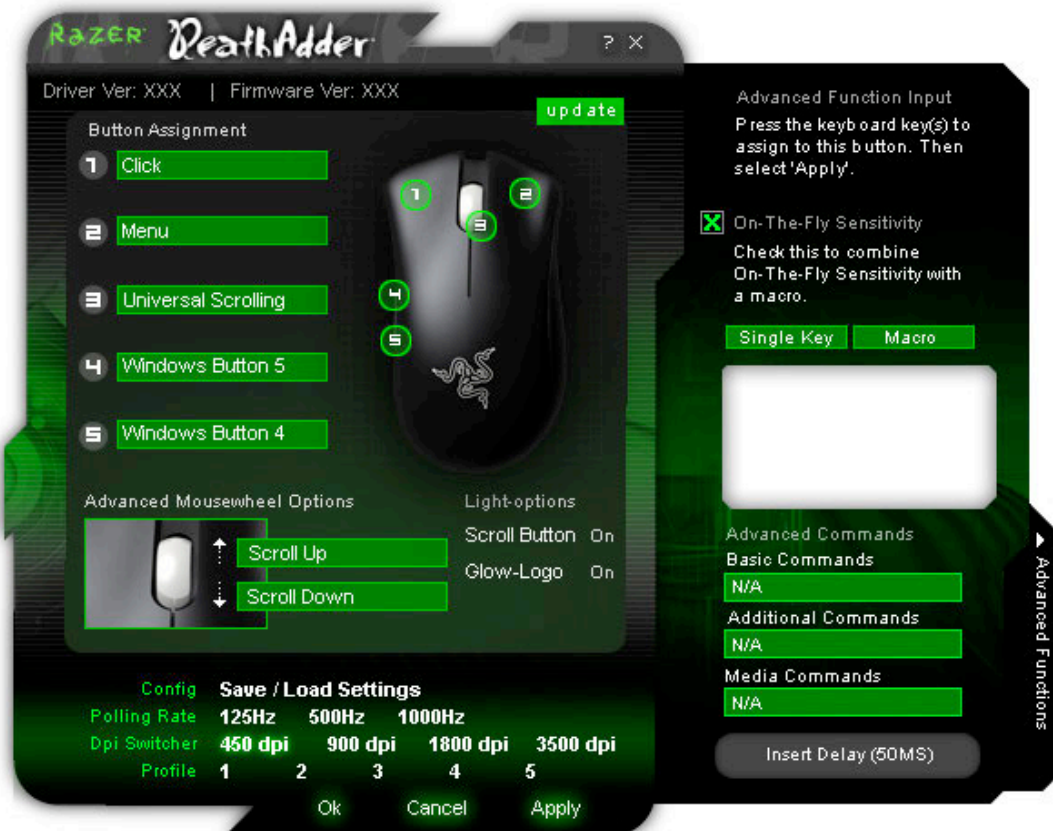 RAZER DeathAdder ? X
Driver Ver: XXX | Firmware Ver: XXX
update
Button Assignment
1 Click
2 Menu
3 Universal Scrolling
4 Windows Button 5
5 Windows Button 4
1 2
3
4
5
Advanced Mousewheel Options
Scroll Up
Scroll Down
Light-options
Scroll Button On
Glow-Logo On
Config Save / Load Settings
Polling Rate 125Hz 500Hz 1000Hz
Dpi Switcher 450 dpi 900 dpi 1800 dpi 3500 dpi
Profile 1 2 3 4 5
Ok Cancel Apply
Advanced Function Input
Press the keyboard key(s) to
assign to this button. Then
select 'Apply'.
X On-The-Fly Sensitivity
Check this to combine
On-The-Fly Sensitivity with
a macro.
Single Key Macro
Advanced Commands
Basic Commands
N/A
Additional Commands
N/A
Media Commands
N/A
Insert Delay (50MS)
Advanced Functions